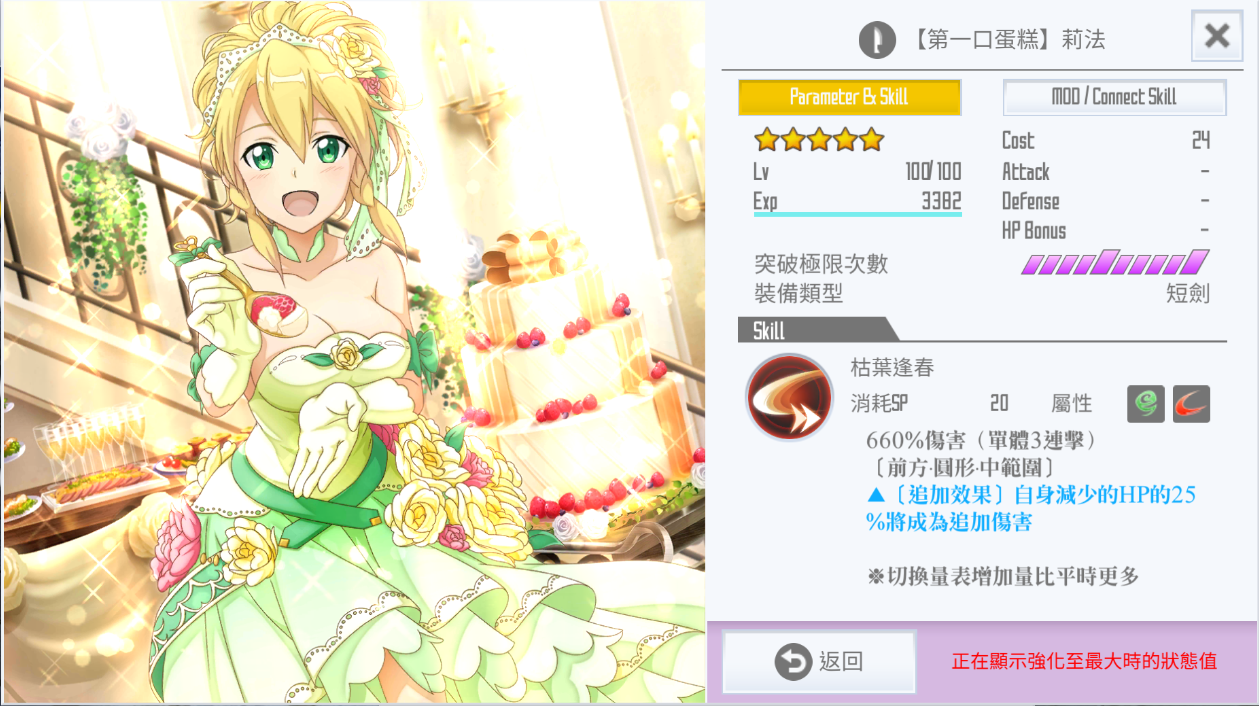 【第一口蛋糕】莉法
Parameter & Skill
MOD / Connect Skill
Lv 100/100
Exp 3382
Cost 24
Attack -
Defense -
HP Bonus -
突破極限次數
裝備類型 短劍
Skill
枯葉逢春
消耗SP 20 屬性
660%傷害（單體3連擊）
〔前方·圓形·中範圍〕
▲〔追加效果〕自身減少的HP的25
%將成為追加傷害
※切換量表增加量比平時更多
返回
正在顯示強化至最大時的狀態值